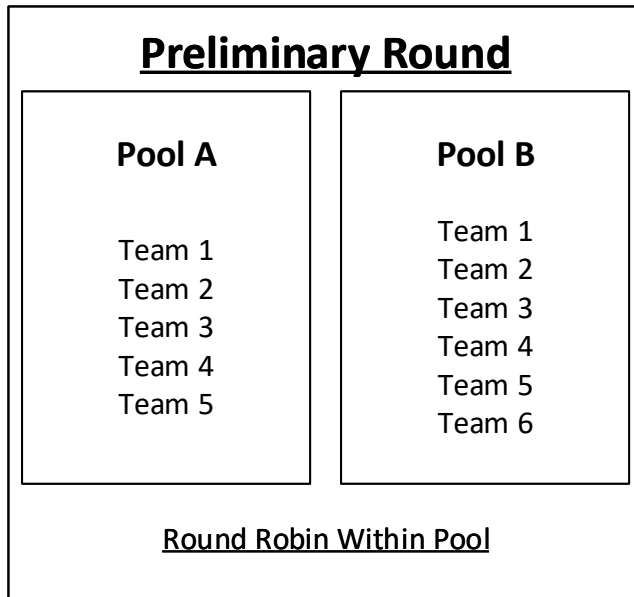 Preliminary Round
Pool A
Team 1
Team 2
Team 3
Team 4
Team 5
Pool B
Team 1
Team 2
Team 3
Team 4
Team 5
Team 6
Round Robin Within Pool